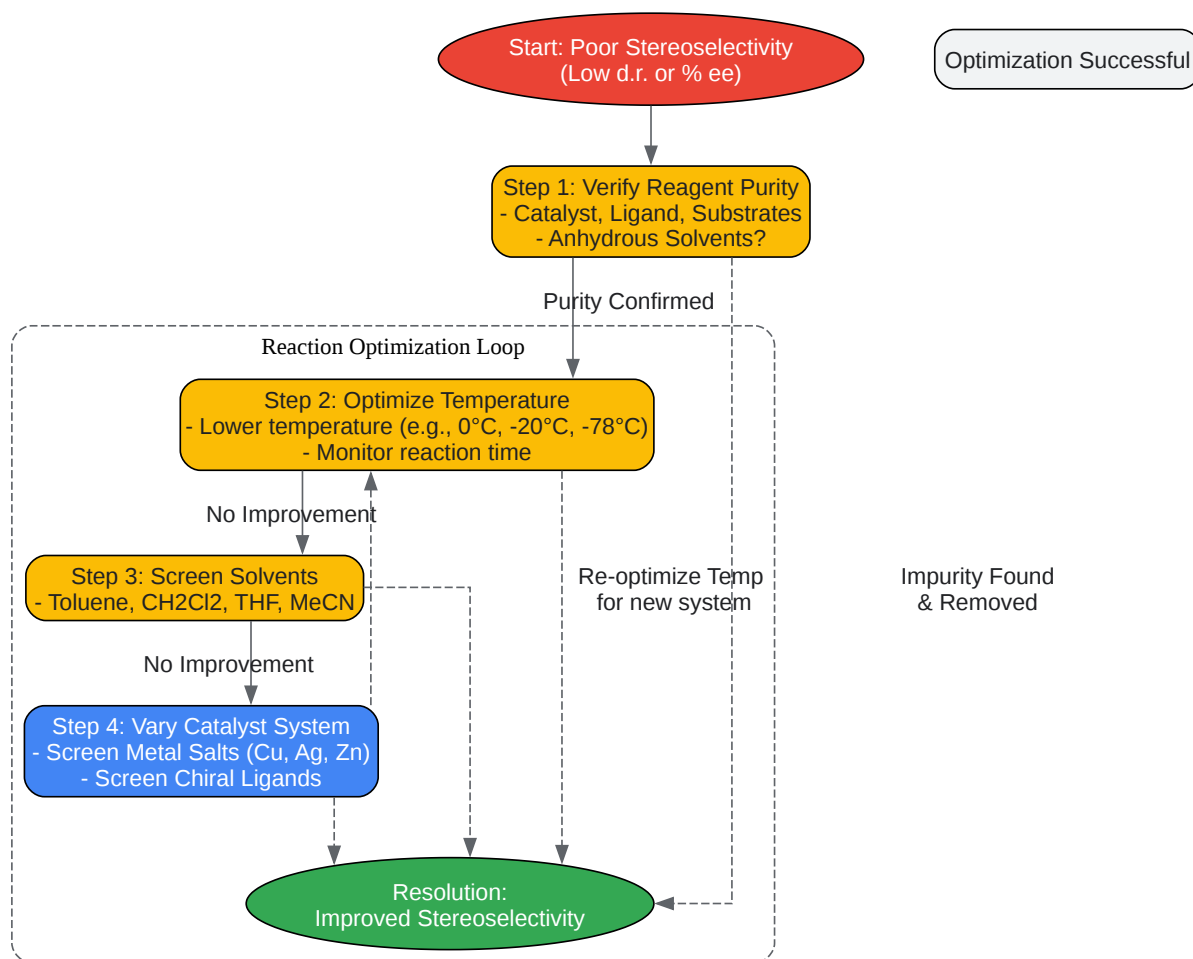 Start: Poor Stereoselectivity
(Low d.r. or % ee)
Optimization Successful
Step 1: Verify Reagent Purity
- Catalyst, Ligand, Substrates
- Anhydrous Solvents?
Purity Confirmed
Reaction Optimization Loop
Step 2: Optimize Temperature
- Lower temperature (e.g., 0°C, -20°C, -78°C)
- Monitor reaction time
No Improvement
Step 3: Screen Solvents
- Toluene, CH2Cl2, THF, MeCN
Re-optimize Temp
for new system
Impurity Found
& Removed
No Improvement
Step 4: Vary Catalyst System
- Screen Metal Salts (Cu, Ag, Zn)
- Screen Chiral Ligands
Resolution:
Improved Stereoselectivity